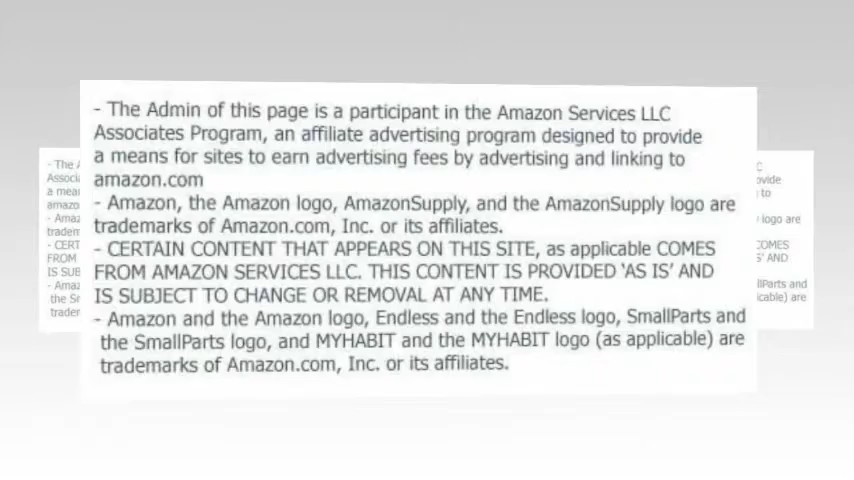 - The Admin of this page is a participant in the Amazon Services LLC
Associates Program, an affiliate advertising program designed to provide
a means for sites to earn advertising fees by advertising and linking to
amazon.com
- Amazon, the Amazon logo, AmazonSupply, and the AmazonSupply logo are
trademarks of Amazon.com, Inc. or its affiliates.
- CERTAIN CONTENT THAT APPEARS ON THIS SITE, as applicable COMES
FROM AMAZON SERVICES LLC. THIS CONTENT IS PROVIDED ‘AS IS’ AND
IS SUBJECT TO CHANGE OR REMOVAL AT ANY TIME.
- Amazon and the Amazon logo, Endless and the Endless logo, SmallParts and
the SmallParts logo, and MYHABIT and the MYHABIT logo (as applicable) are
trademarks of Amazon.com, Inc. or its affiliates.